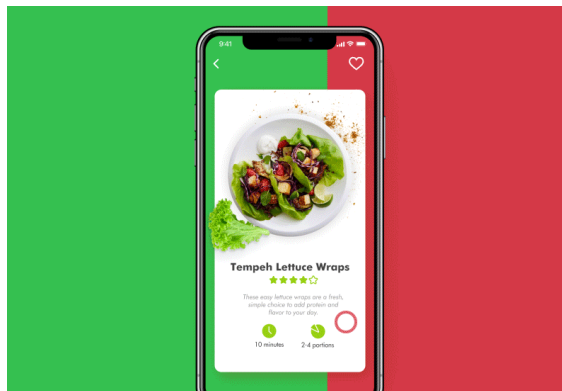 9:41
Tempeh Lettuce Wraps
These easy lettuce wraps are a fresh,
simple choice to add protein and
flavor to your day.
10 minutes
2-4 portions